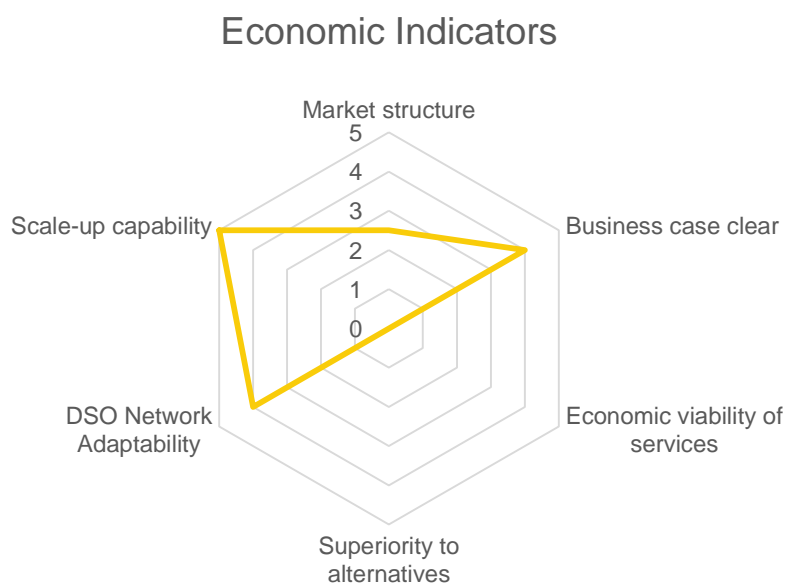 Economic Indicators
Market structure
5
4
3
2
1
0
Scale-up capability
Business case clear
DSO Network
Adaptability
Economic viability of
services
Superiority to
alternatives